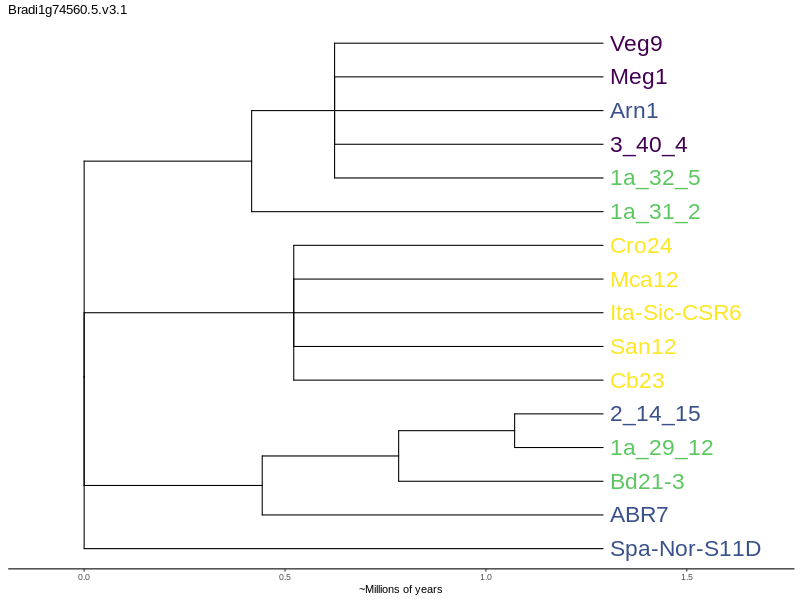 Bradi1g74560.5.v3.1
Veg9
Meg1
Arn1
3_40_4
1a_32_5
1a_31_2
Cro24
Mca12
Ita-Sic-CSR6
San12
Cb23
2_14_15
1a_29_12
Bd21-3
ABR7
Spa-Nor-S11D
0.0 0.5 1.0 1.5
~Millions of years